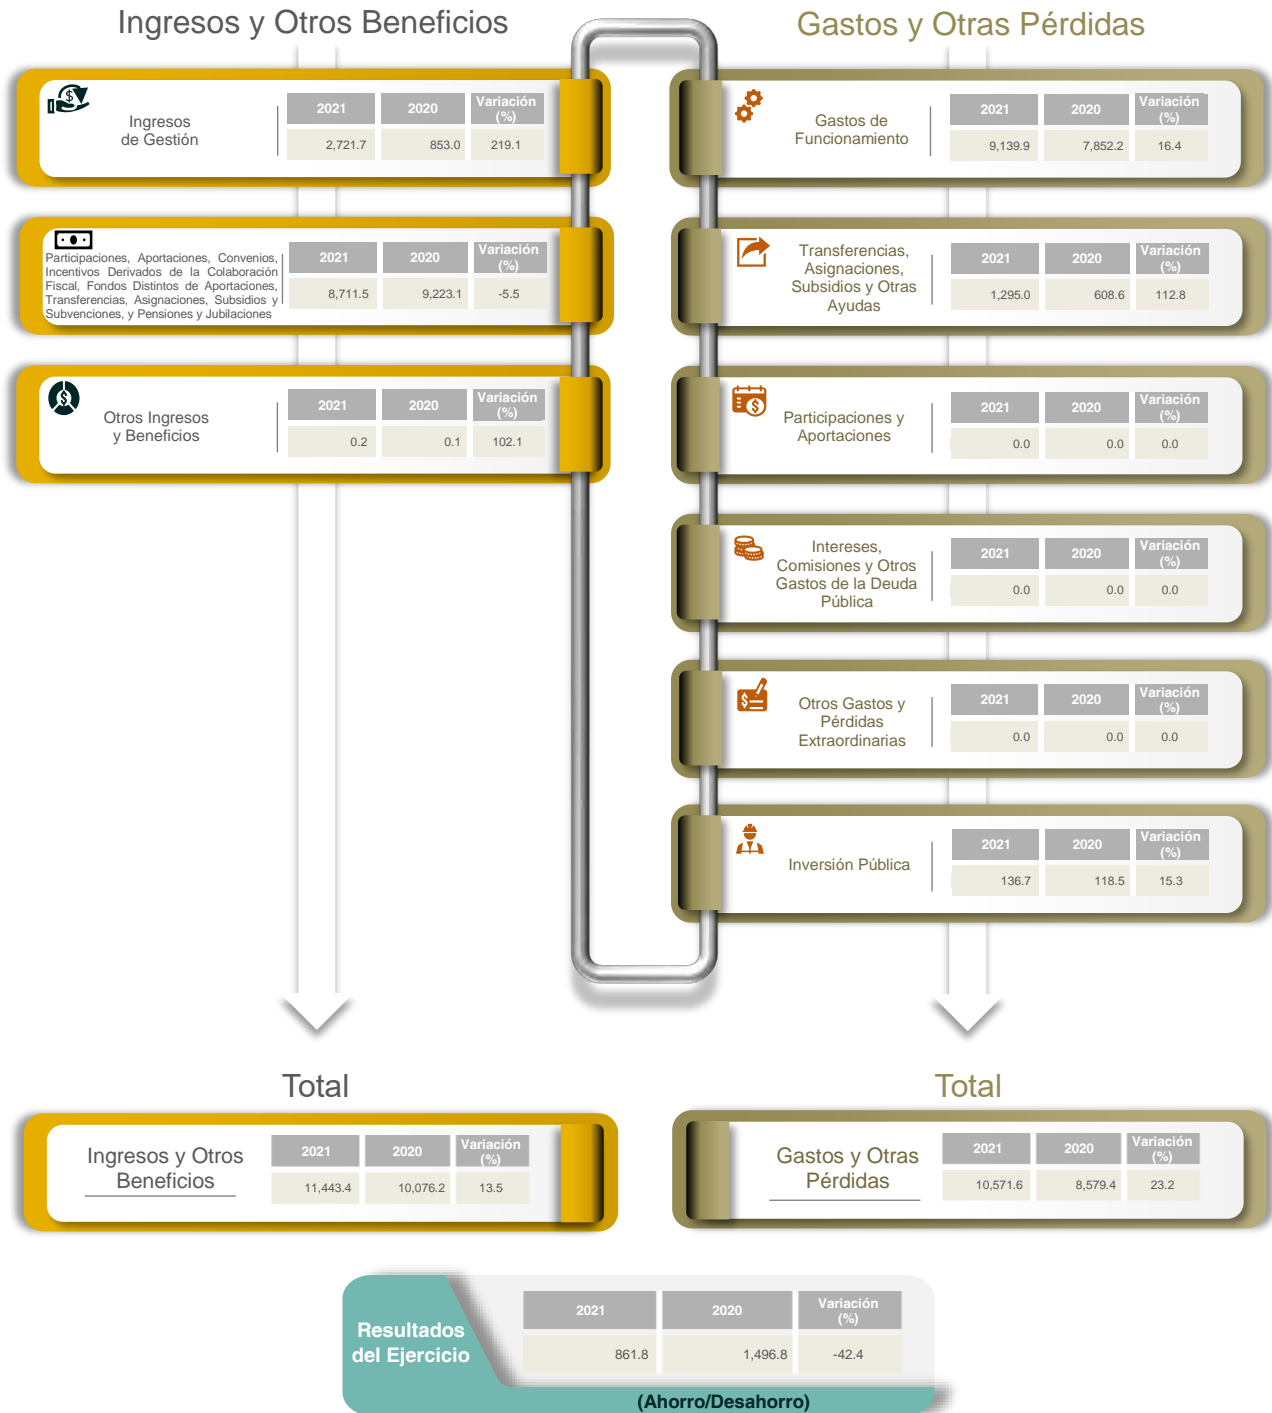 Ingresos y Otros Beneficios
Ingresos
de Gestión
2021 2020 Variación (%)
2,721.7 853.0 219.1
Participaciones, Aportaciones, Convenios,
Incentivos Derivados de la Colaboración
Fiscal, Fondos Distintos de Aportaciones,
Transferencias, Asignaciones, Subsidios y
Subvenciones, y Pensiones y Jubilaciones
2021 2020 Variación (%)
8,711.5 9,223.1 -5.5
Otros Ingresos
y Beneficios
2021 2020 Variación (%)
0.2 0.1 102.1
Gastos y Otras Pérdidas
Gastos de
Funcionamiento
2021 2020 Variación (%)
9,139.9 7,852.2 16.4
Transferencias,
Asignaciones,
Subsidios y Otras
Ayudas
2021 2020 Variación (%)
1,295.0 608.6 112.8
Participaciones y
Aportaciones
2021 2020 Variación (%)
0.0 0.0 0.0
Intereses,
Comisiones y Otros
Gastos de la Deuda
Pública
2021 2020 Variación (%)
0.0 0.0 0.0
Otros Gastos y
Pérdidas
Extraordinarias
2021 2020 Variación (%)
0.0 0.0 0.0
Inversión Pública
2021 2020 Variación (%)
136.7 118.5 15.3
Total
Ingresos y Otros
Beneficios
2021 2020 Variación (%)
11,443.4 10,076.2 13.5
Total
Gastos y Otras
Pérdidas
2021 2020 Variación (%)
10,571.6 8,579.4 23.2
Resultados
del Ejercicio
2021 2020 Variación (%)
861.8 1,496.8 -42.4
(Ahorro/Desahorro)